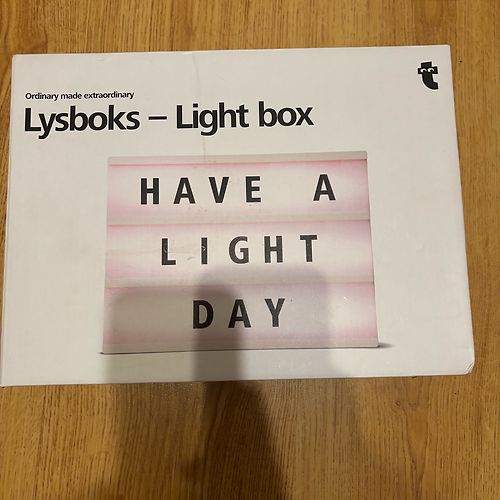 Ordinary made extraordinary
Lysboks – Light box
HAVE A
LIGHT
DAY